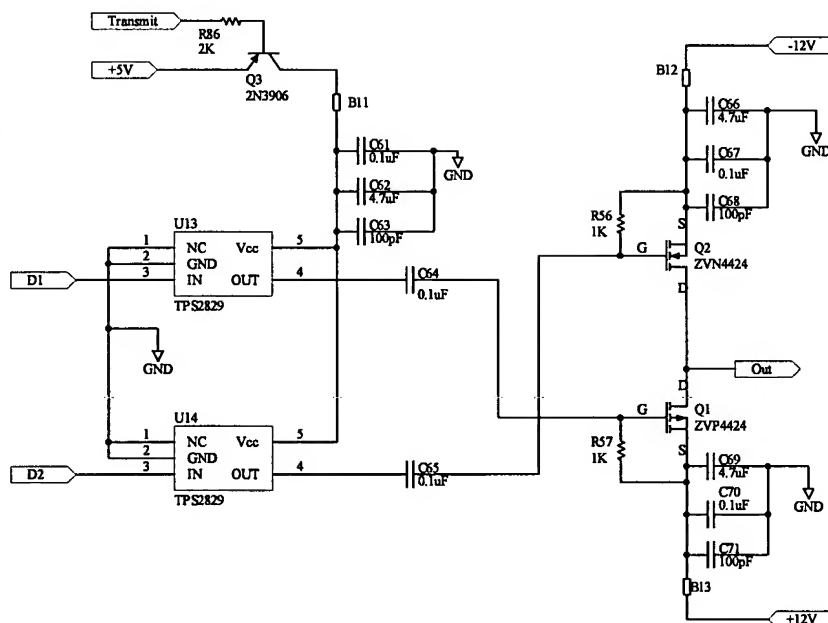 Transmit
R86
2K
+5V
Q3
2N3906
Bl1
C61
0.1uF
C62
4.7uF
C63
100pF
GND
U13
1 NC Vcc 5
2 GND
3 IN OUT 4
TPS2829
D1
GND
C64
0.1uF
U14
1 NC Vcc 5
2 GND
3 IN OUT 4
TPS2829
D2
C65
0.1uF
-12V
Bl2
C66
4.7uF
C67
0.1uF
C68
100pF
GND
R56
1K
S
G
Q2
ZVN4424
D
Out
D
G
Q1
ZVP4424
R57
1K
S
C69
4.7uF
C70
0.1uF
C71
100pF
GND
Bl3
+12V